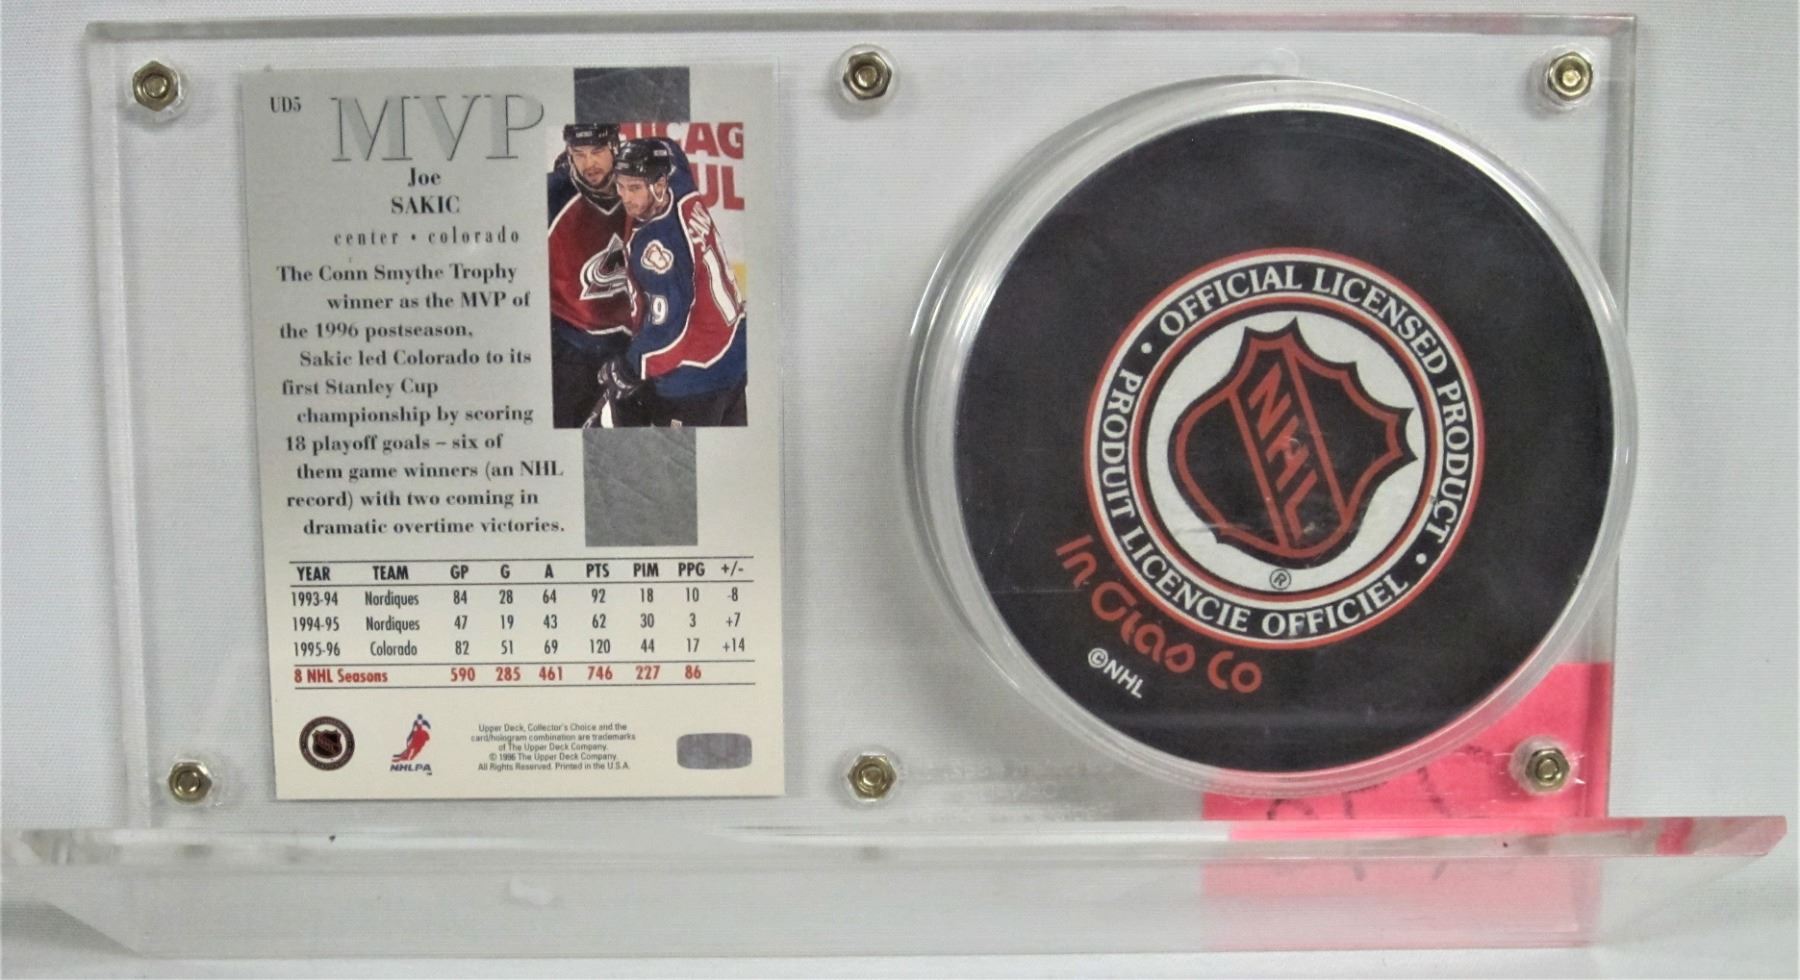 UD5
MVP
Joe
SAKIC
center • colorado
The Conn Smythe Trophy
winner as the MVP of
the 1996 postseason,
Sakic led Colorado to its
first Stanley Cup
championship by scoring
18 playoff goals – six of
them game winners (an NHL
record) with two coming in
dramatic overtime victories.
YEAR TEAM GP G A PTS PIM PPG +/-
1993-94 Nordiques 84 28 64 92 18 10 -8
1994-95 Nordiques 47 19 43 62 30 3 +7
1995-96 Colorado 82 51 69 120 44 17 +14
8 NHL Seasons 590 285 461 746 227 86
NHLPA
Upper Deck, Collector's Choice and the
card/hologram combination are trademarks
of The Upper Deck Company.
© 1996 The Upper Deck Company.
All Rights Reserved. Printed in the U.S.A.
• OFFICIAL LICENSED PRODUCT •
PRODUIT LICENCIE OFFICIEL
NHL
®
In Glas Co
©NHL